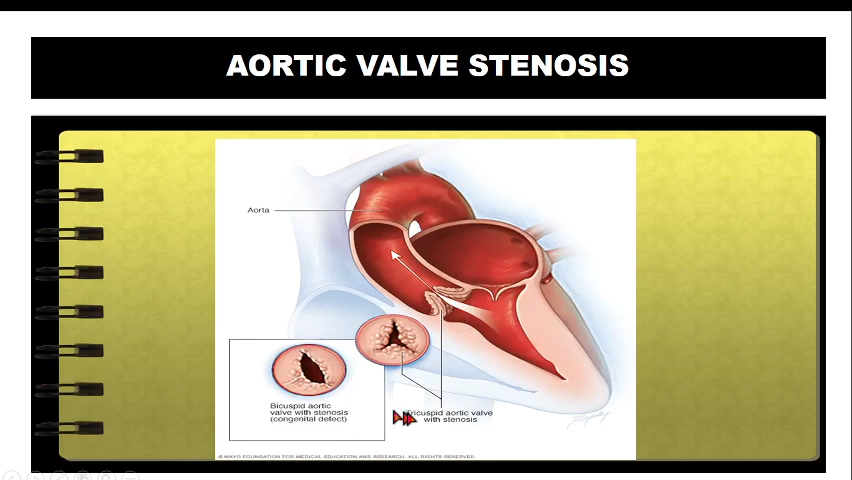 AORTIC VALVE STENOSIS
Aorta
Bicuspid aortic
valve with stenosis
(congenital defect)
Tricuspid aortic valve
with stenosis
© MAYO FOUNDATION FOR MEDICAL EDUCATION AND RESEARCH. ALL RIGHTS RESERVED.